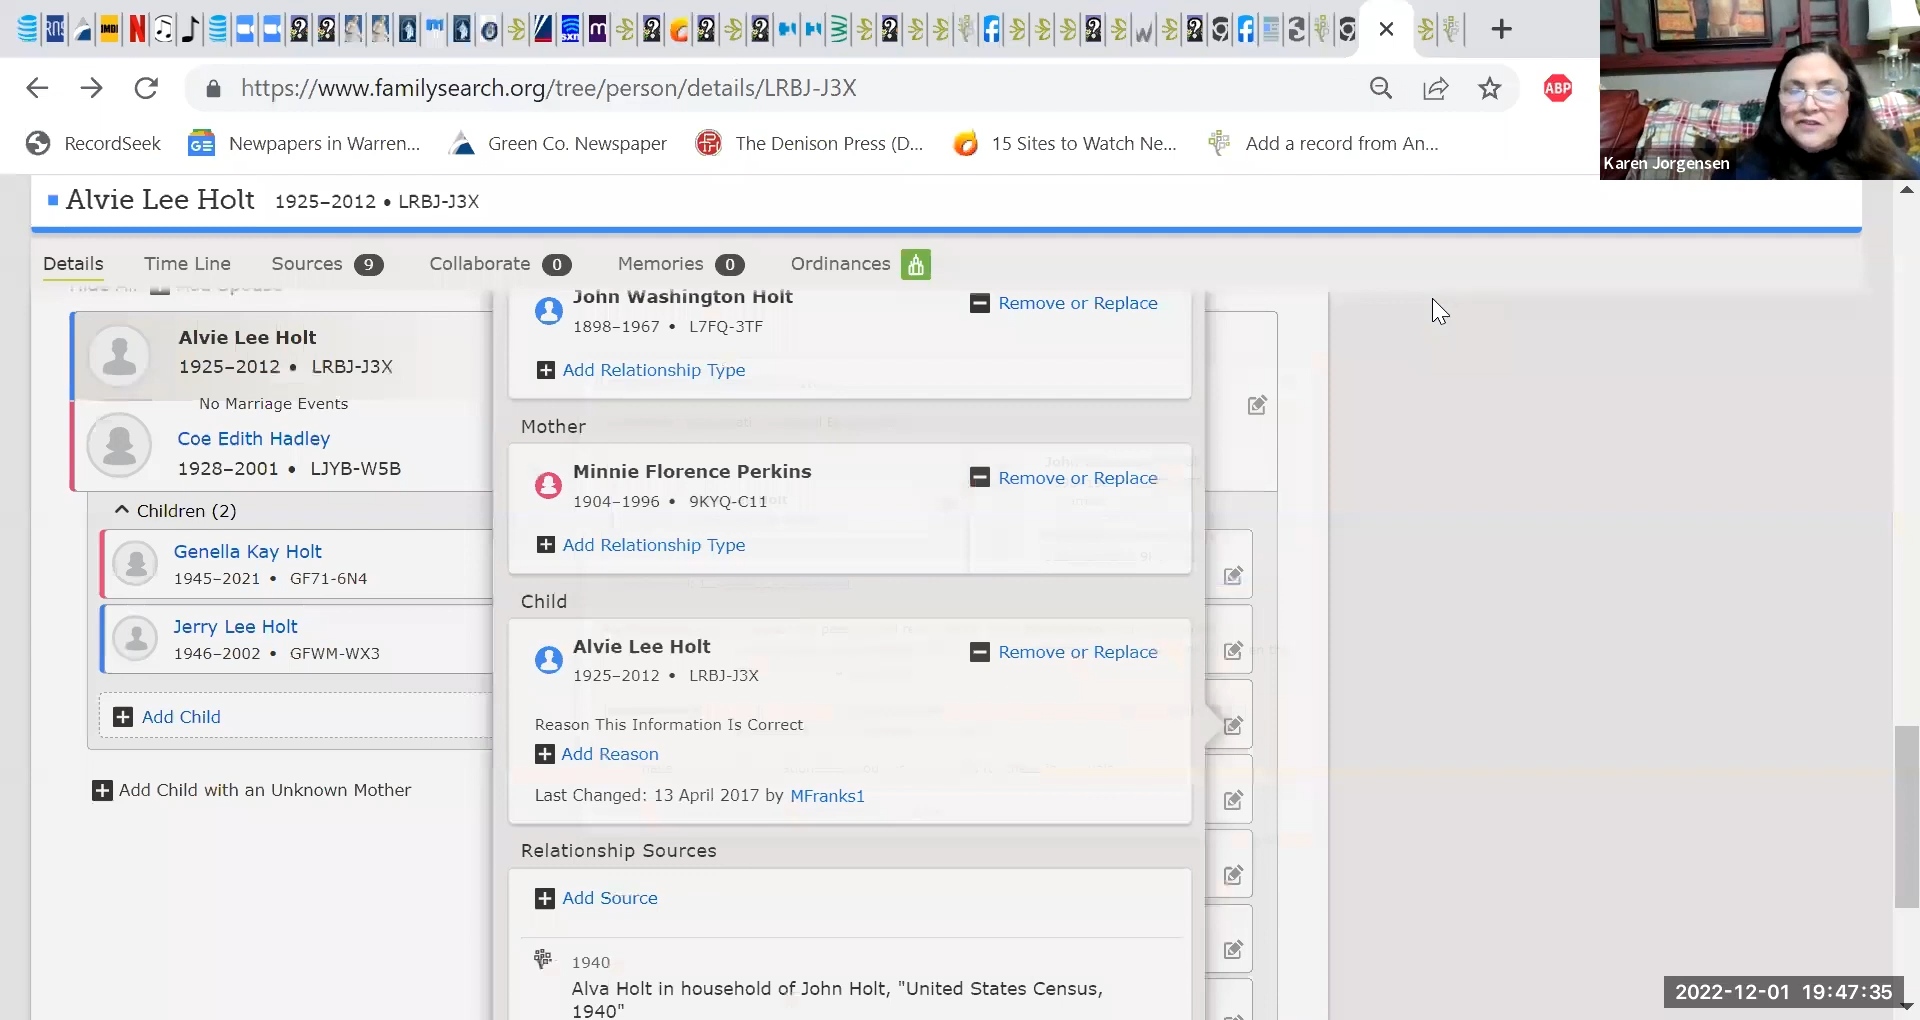 https://www.familysearch.org/tree/person/details/LRBJ-J3X
ABP
RecordSeek
Newpapers in Warren...
Green Co. Newspaper
The Denison Press (D...
15 Sites to Watch Ne...
Add a record from An...
Karen Jorgensen
Alvie Lee Holt 1925–2012 • LRBJ-J3X
Details
Time Line
Sources 9
Collaborate 0
Memories 0
Ordinances
Alvie Lee Holt
1925–2012 • LRBJ-J3X
No Marriage Events
Coe Edith Hadley
1928–2001 • LJYB-W5B
Children (2)
Genella Kay Holt
1945–2021 • GF71-6N4
Jerry Lee Holt
1946–2002 • GFWM-WX3
Add Child
Add Child with an Unknown Mother
John Washington Holt
1898–1967 • L7FQ-3TF
Remove or Replace
Add Relationship Type
Mother
Minnie Florence Perkins
1904–1996 • 9KYQ-C11
Remove or Replace
Add Relationship Type
Child
Alvie Lee Holt
1925–2012 • LRBJ-J3X
Remove or Replace
Reason This Information Is Correct
Add Reason
Last Changed: 13 April 2017 by MFranks1
Relationship Sources
Add Source
1940
Alva Holt in household of John Holt, "United States Census,
1940"
2022-12-01 19:47:35